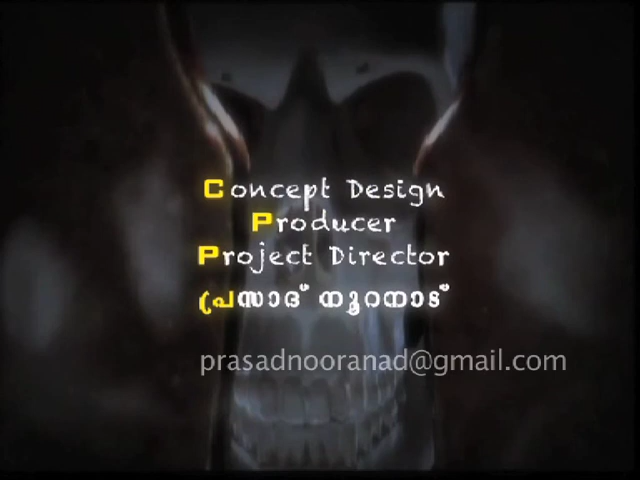 Concept Design
Producer
Project Director
പ്രസാദ് നൂറനാട്
prasadnooranad@gmail.com